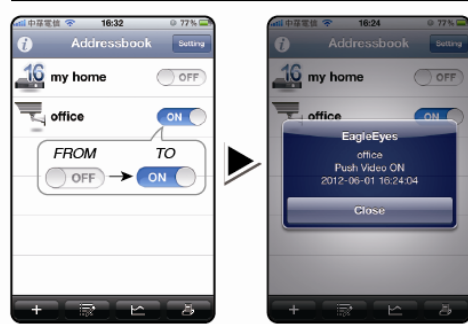 中華電信 16:32 77%
Addressbook Setting
16 my home OFF
office ON
FROM TO
OFF ON
中華電信 16:24 77%
Addressbook Setting
16 my home OFF
office ON
EagleEyes
office
Push Video ON
2012-06-01 16:24:04
Close